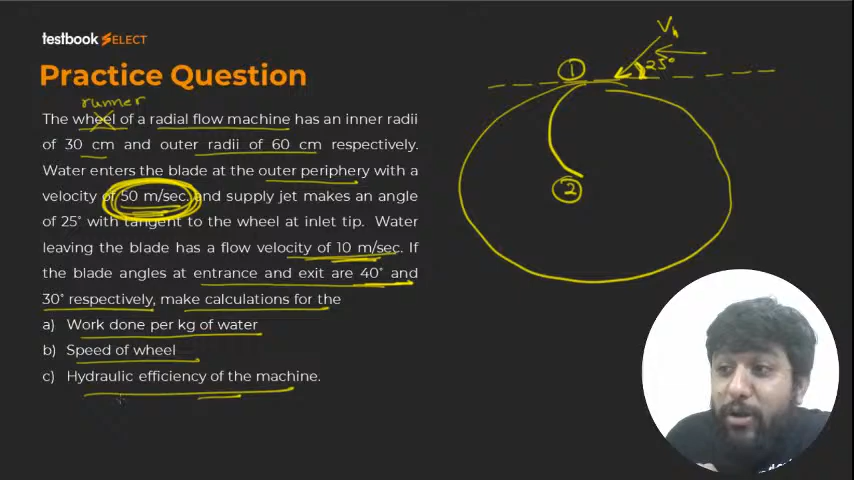 testbook SELECT
Practice Question
runner
The wheel of a radial flow machine has an inner radii
of 30 cm and outer radii of 60 cm respectively.
Water enters the blade at the outer periphery with a
velocity of 50 m/sec. and supply jet makes an angle
of 25° with tangent to the wheel at inlet tip. Water
leaving the blade has a flow velocity of 10 m/sec. If
the blade angles at entrance and exit are 40° and
30° respectively, make calculations for the
a) Work done per kg of water
b) Speed of wheel
c) Hydraulic efficiency of the machine.
1
25°
2